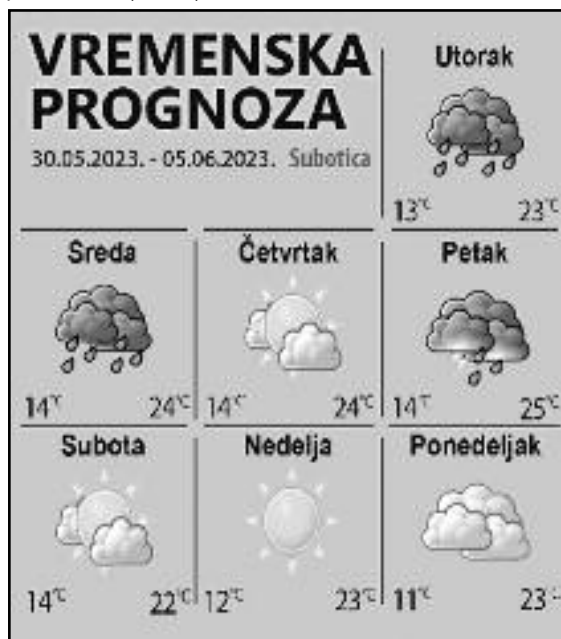 VREMENSKA
PROGNOZA
30.05.2023. - 05.06.2023. Subotica
Utorak
13°C 23°C
Sreda
14°C 24°C
Četvrtak
14°C 24°C
Petak
14°C 25°C
Subota
14°C 22°C
Nedelja
12°C 23°C
Ponedeljak
11°C 23°C